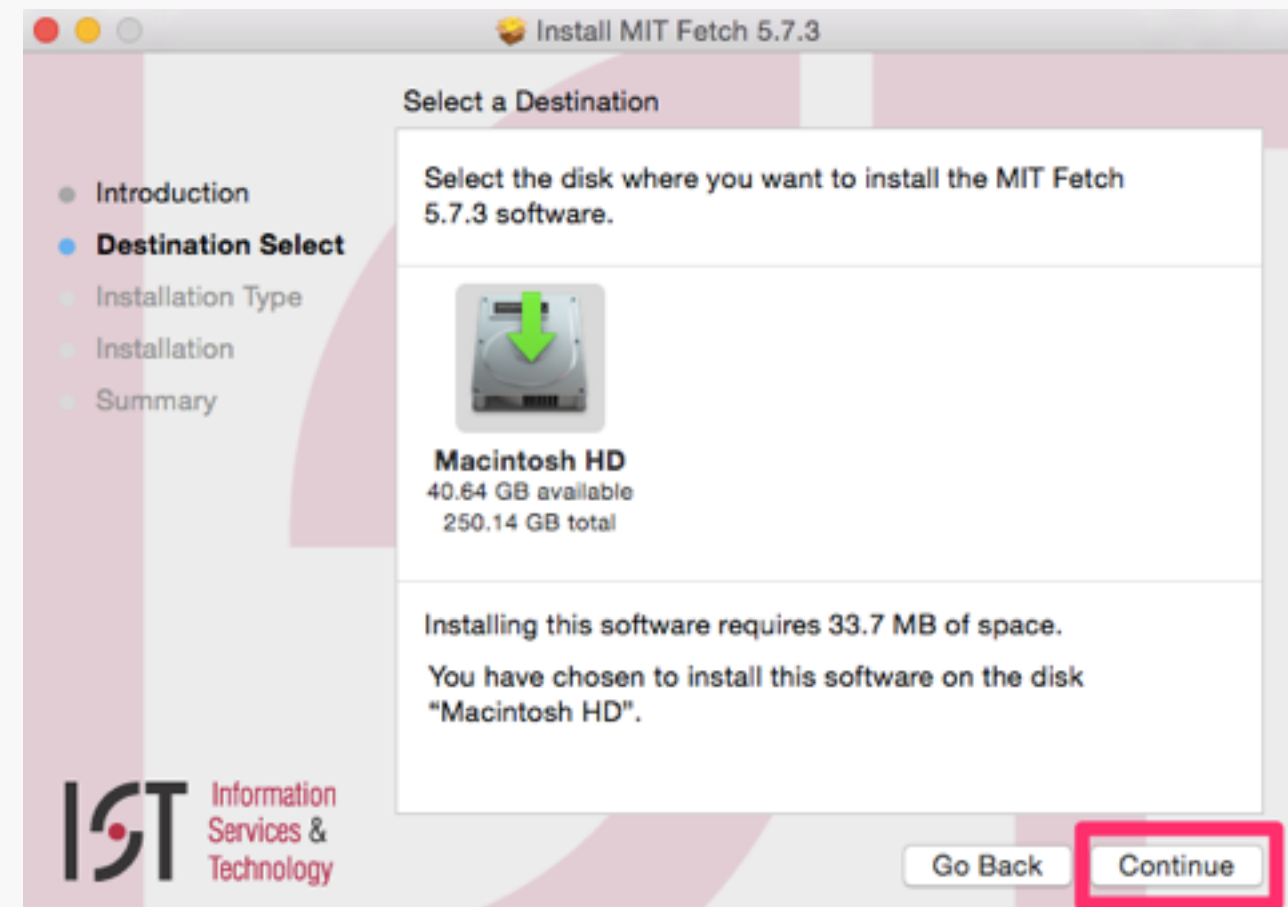 Install MIT Fetch 5.7.3
Select a Destination
Introduction
Destination Select
Installation Type
Installation
Summary
Select the disk where you want to install the MIT Fetch
5.7.3 software.
Macintosh HD
40.64 GB available
250.14 GB total
Installing this software requires 33.7 MB of space.
You have chosen to install this software on the disk
“Macintosh HD”.
IST
Information
Services &
Technology
Go Back
Continue